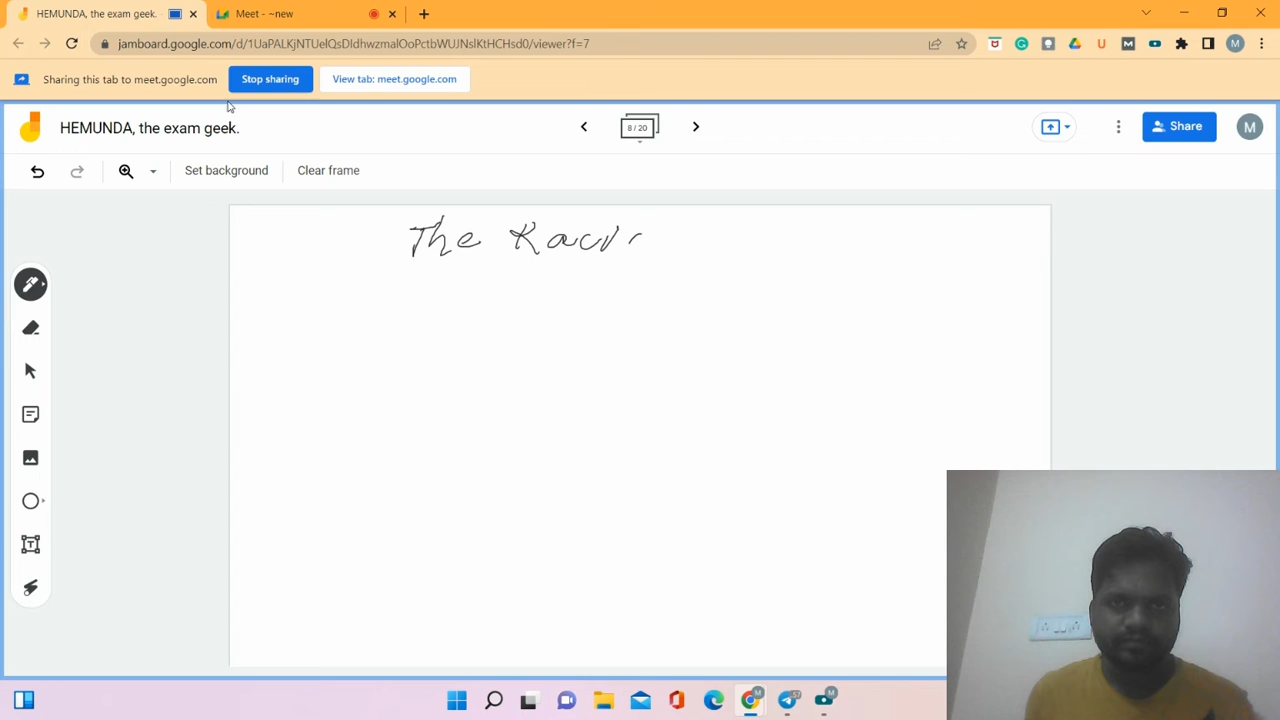 HEMUNDA, the exam geek.
Meet - ~new
jamboard.google.com/d/1UaPALKjNTUelQsDIdhwzmalOoPctbWUJNslKtHCHsd0/viewer?f=7
Sharing this tab to meet.google.com
Stop sharing
View tab: meet.google.com
HEMUNDA, the exam geek.
8 / 20
Share
M
Set background
Clear frame
The